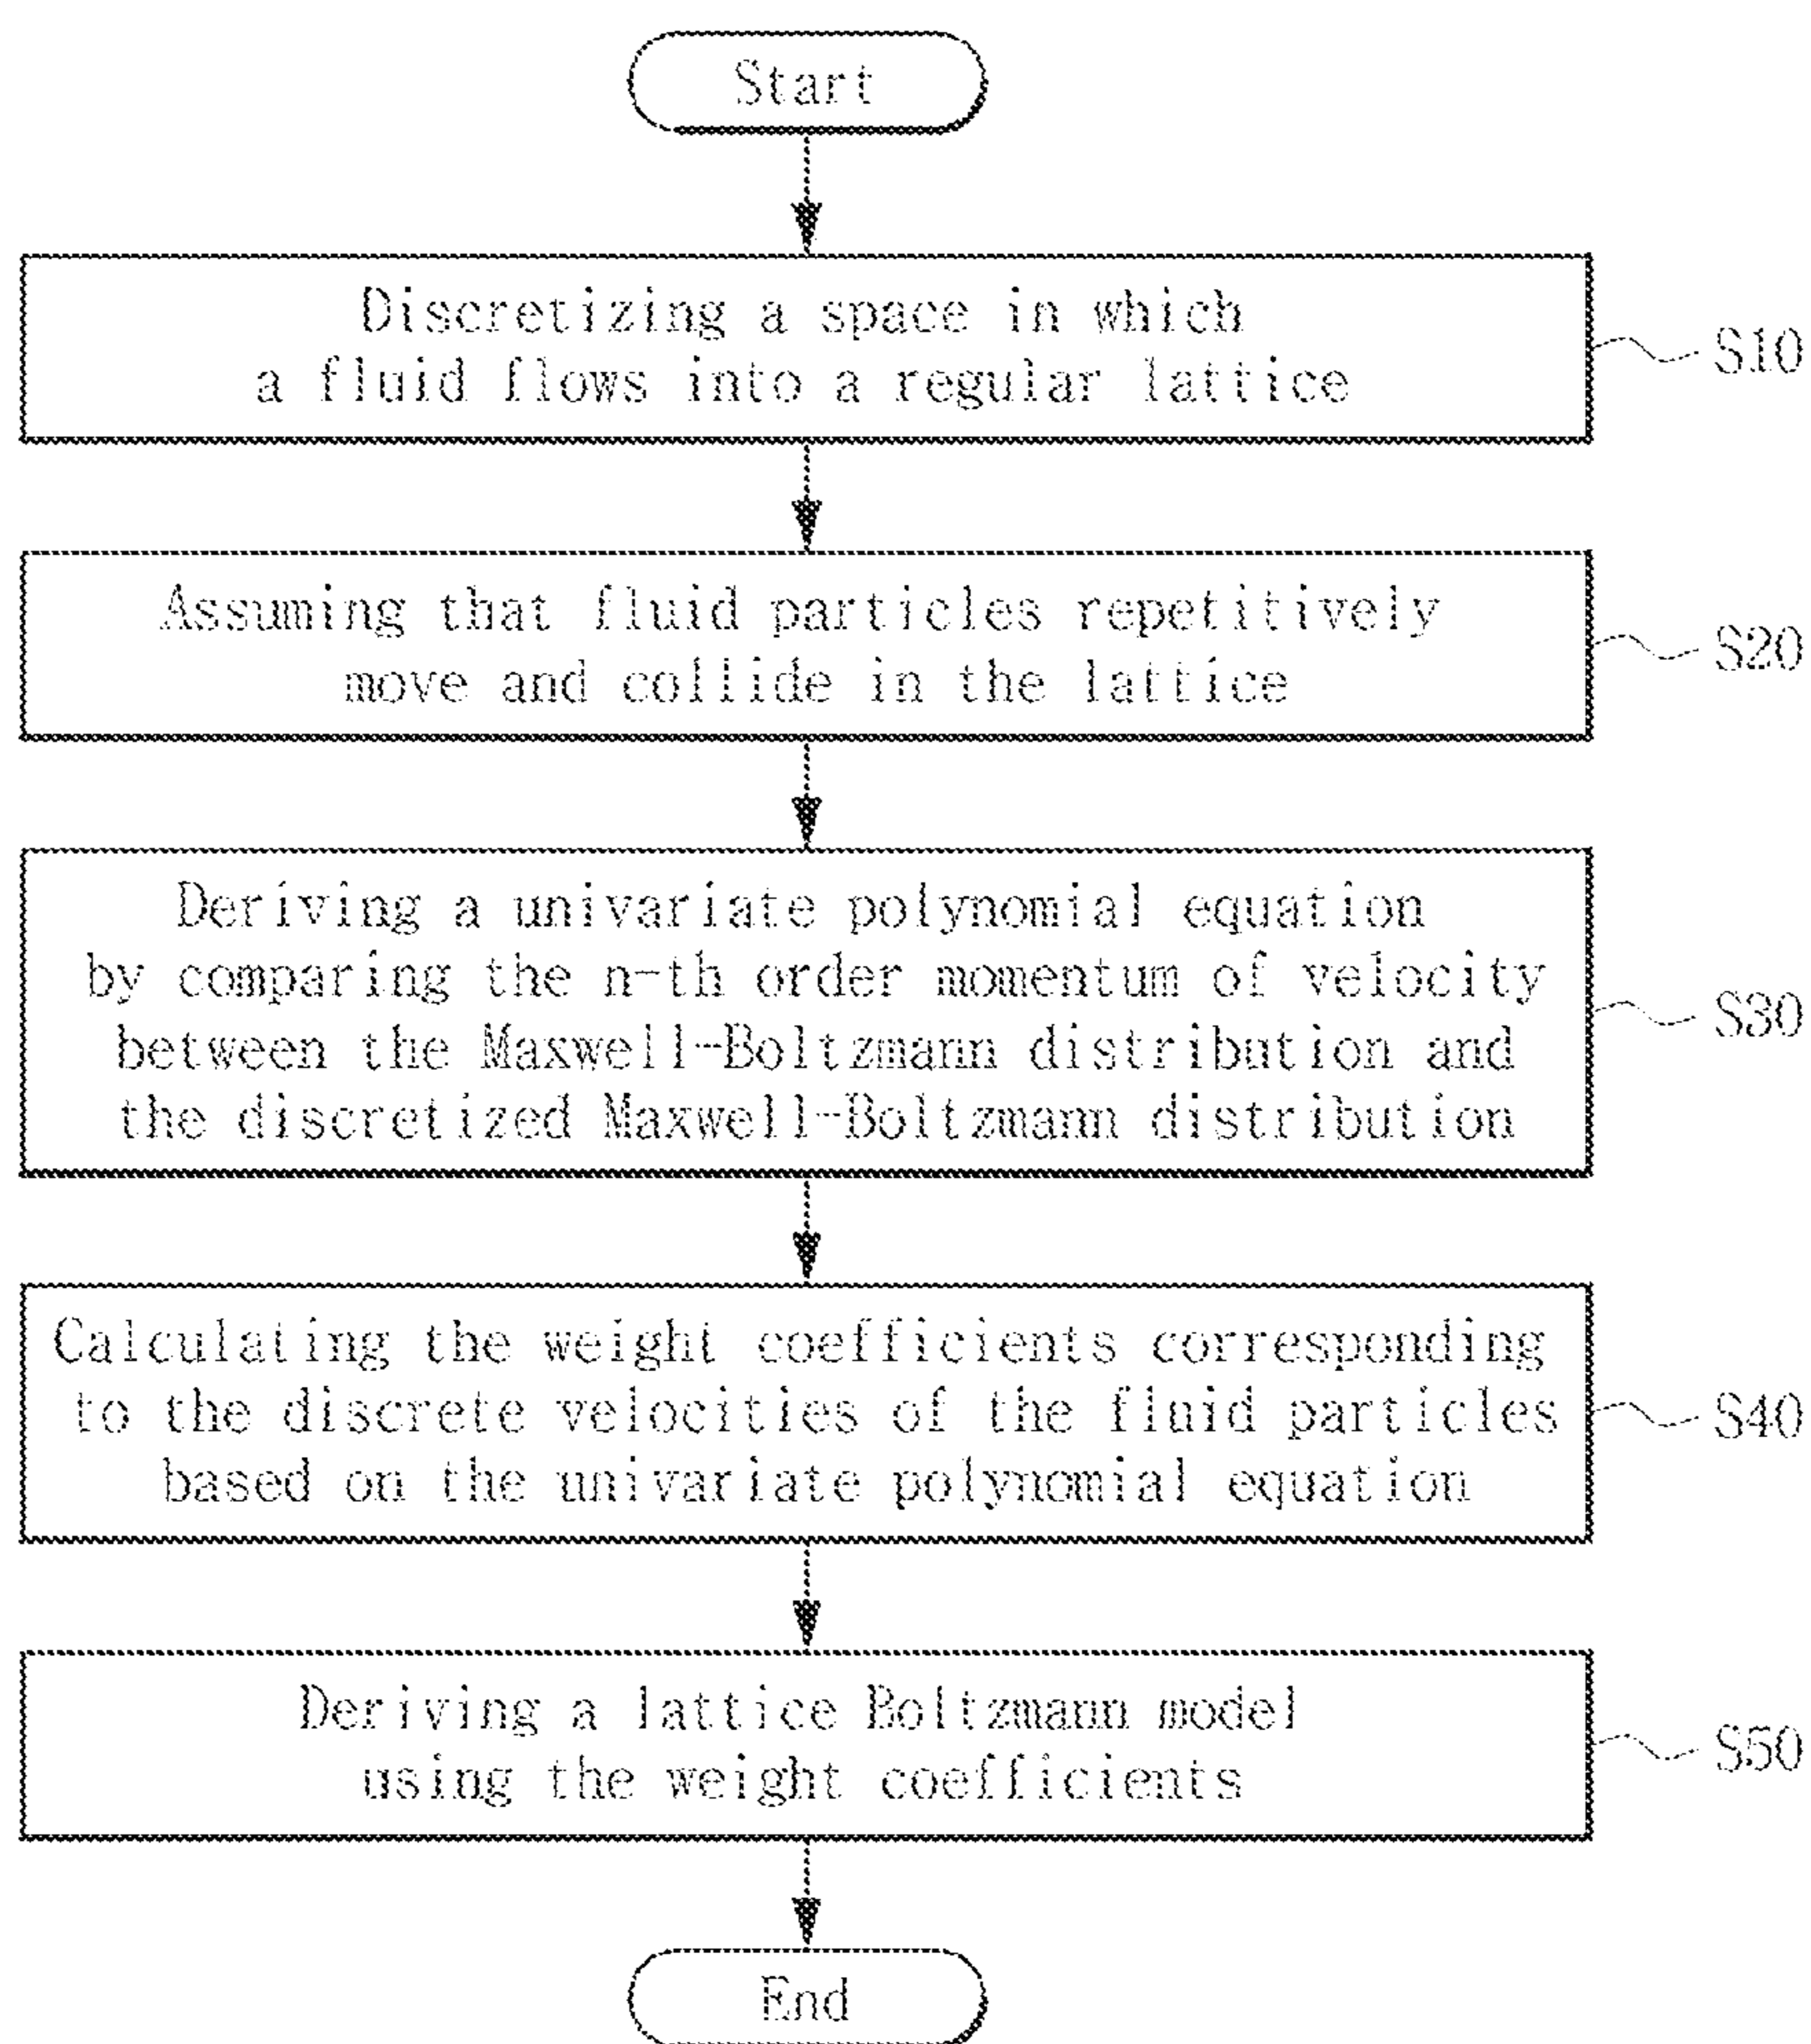 Start
Discretizing a space in which
a fluid flows into a regular lattice
S10
Assuming that fluid particles repetitively
move and collide in the lattice
S20
Deriving a univariate polynomial equation
by comparing the n-th order momentum of velocity
between the Maxwell-Boltzmann distribution and
the discretized Maxwell-Boltzmann distribution
S30
Calculating the weight coefficients corresponding
to the discrete velocities of the fluid particles
based on the univariate polynomial equation
S40
Deriving a lattice Boltzmann model
using the weight coefficients
S50
End